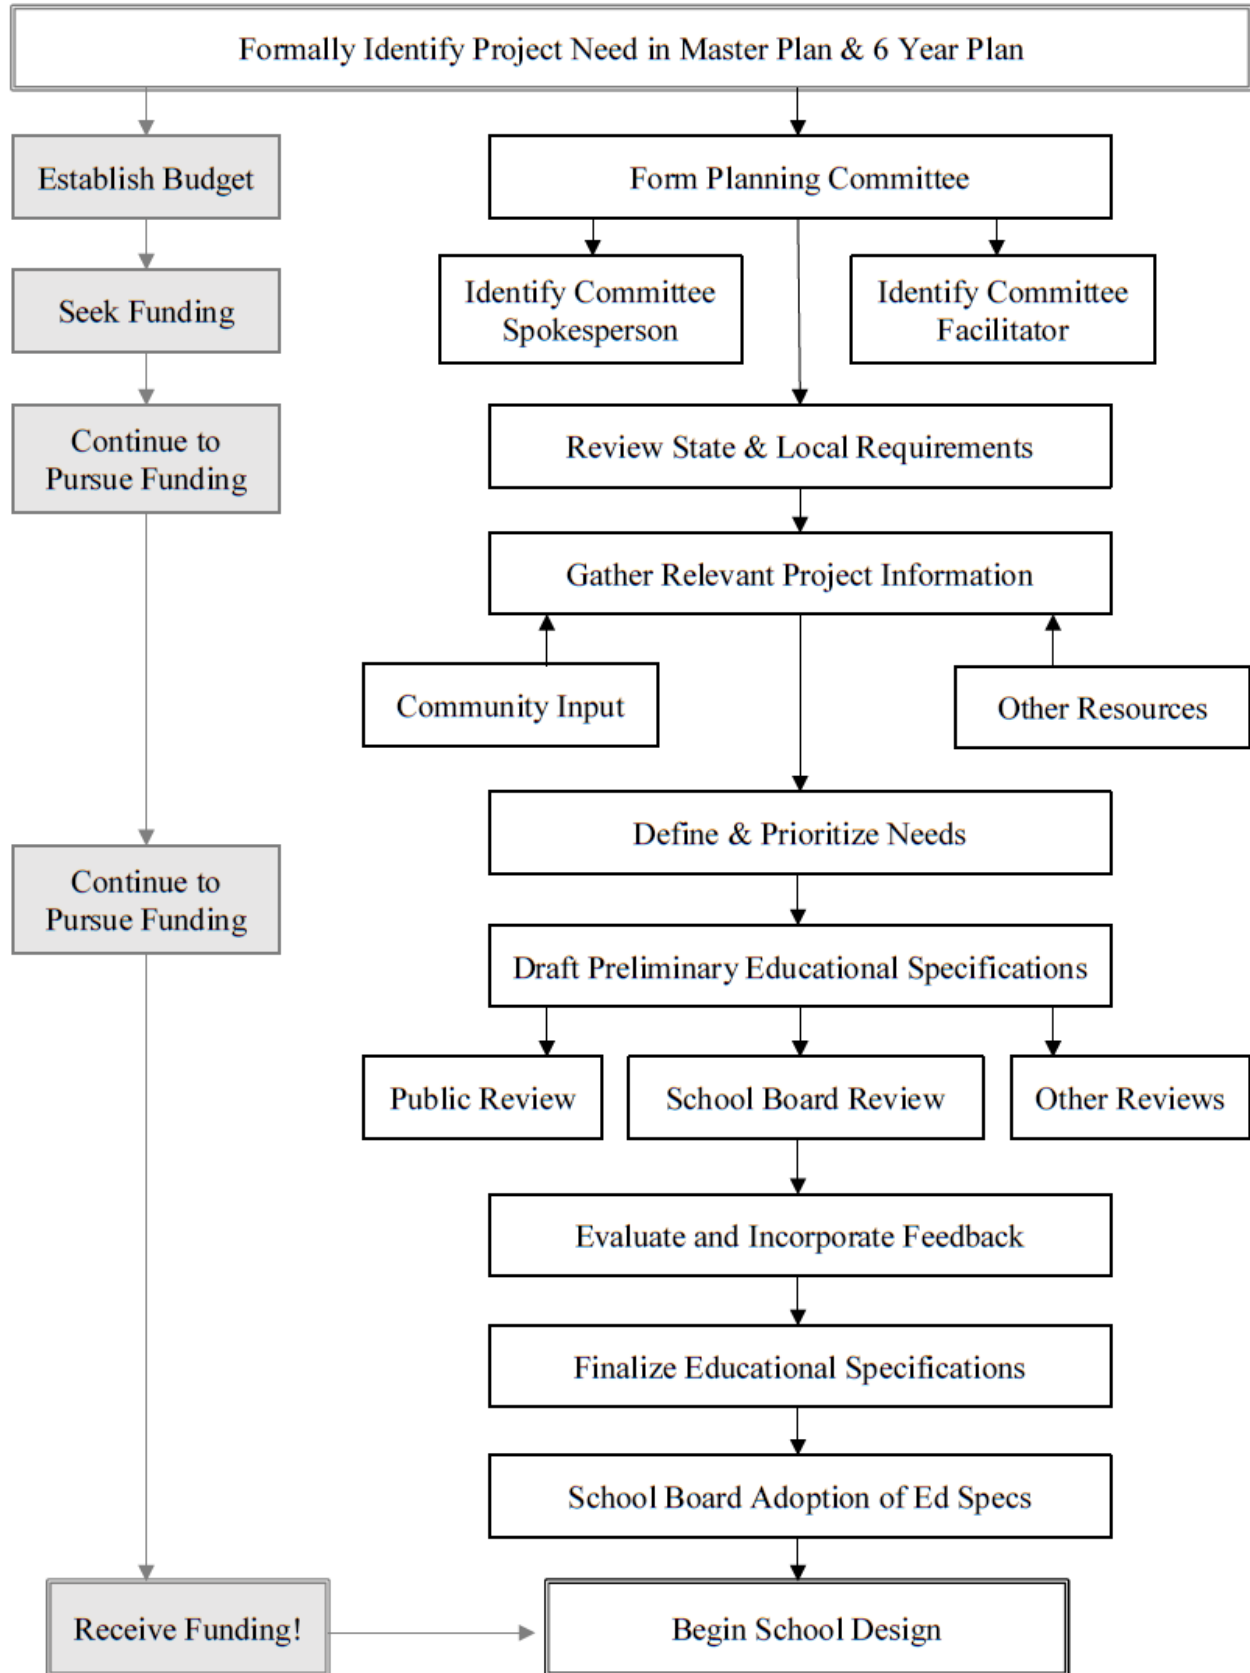 Formally Identify Project Need in Master Plan & 6 Year Plan
Establish Budget
Form Planning Committee
Seek Funding
Identify Committee
Spokesperson
Identify Committee
Facilitator
Continue to
Pursue Funding
Review State & Local Requirements
Gather Relevant Project Information
Community Input
Other Resources
Define & Prioritize Needs
Continue to
Pursue Funding
Draft Preliminary Educational Specifications
Public Review
School Board Review
Other Reviews
Evaluate and Incorporate Feedback
Finalize Educational Specifications
School Board Adoption of Ed Specs
Receive Funding!
Begin School Design